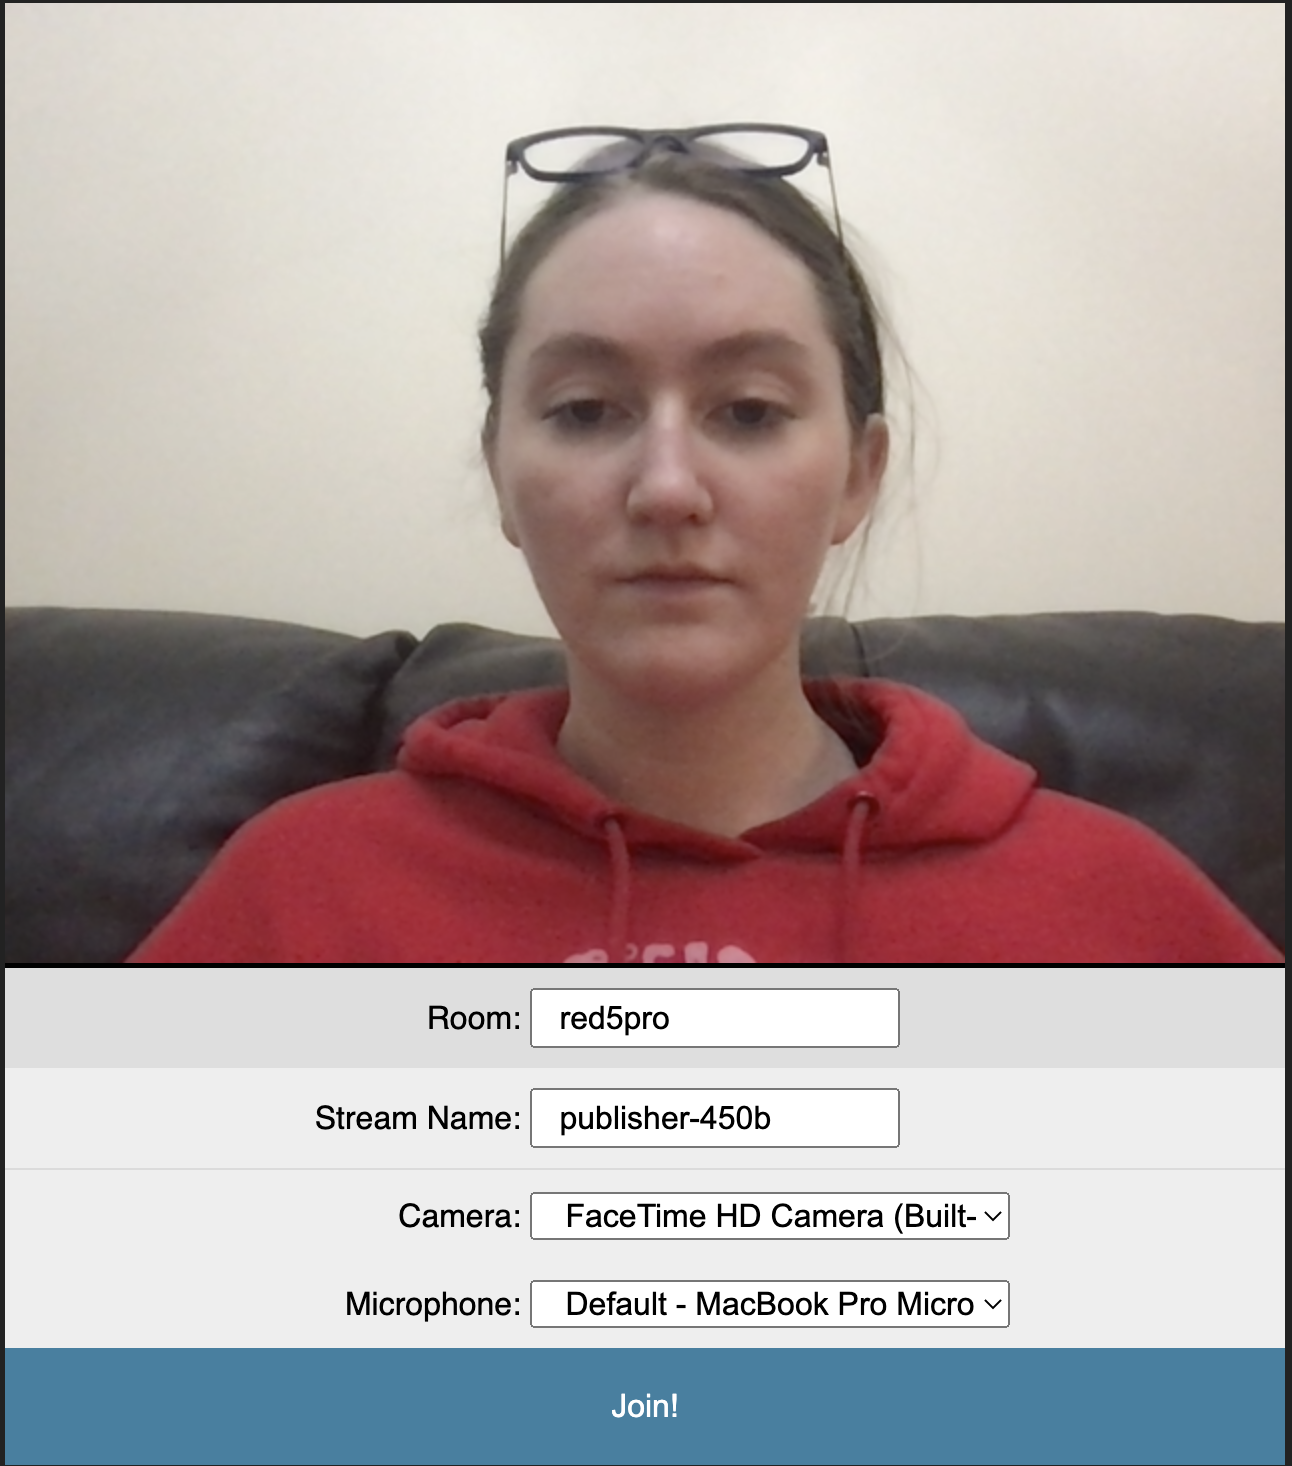 Room: red5pro
Stream Name: publisher-450b
Camera: FaceTime HD Camera (Built-
Microphone: Default - MacBook Pro Micro
Join!